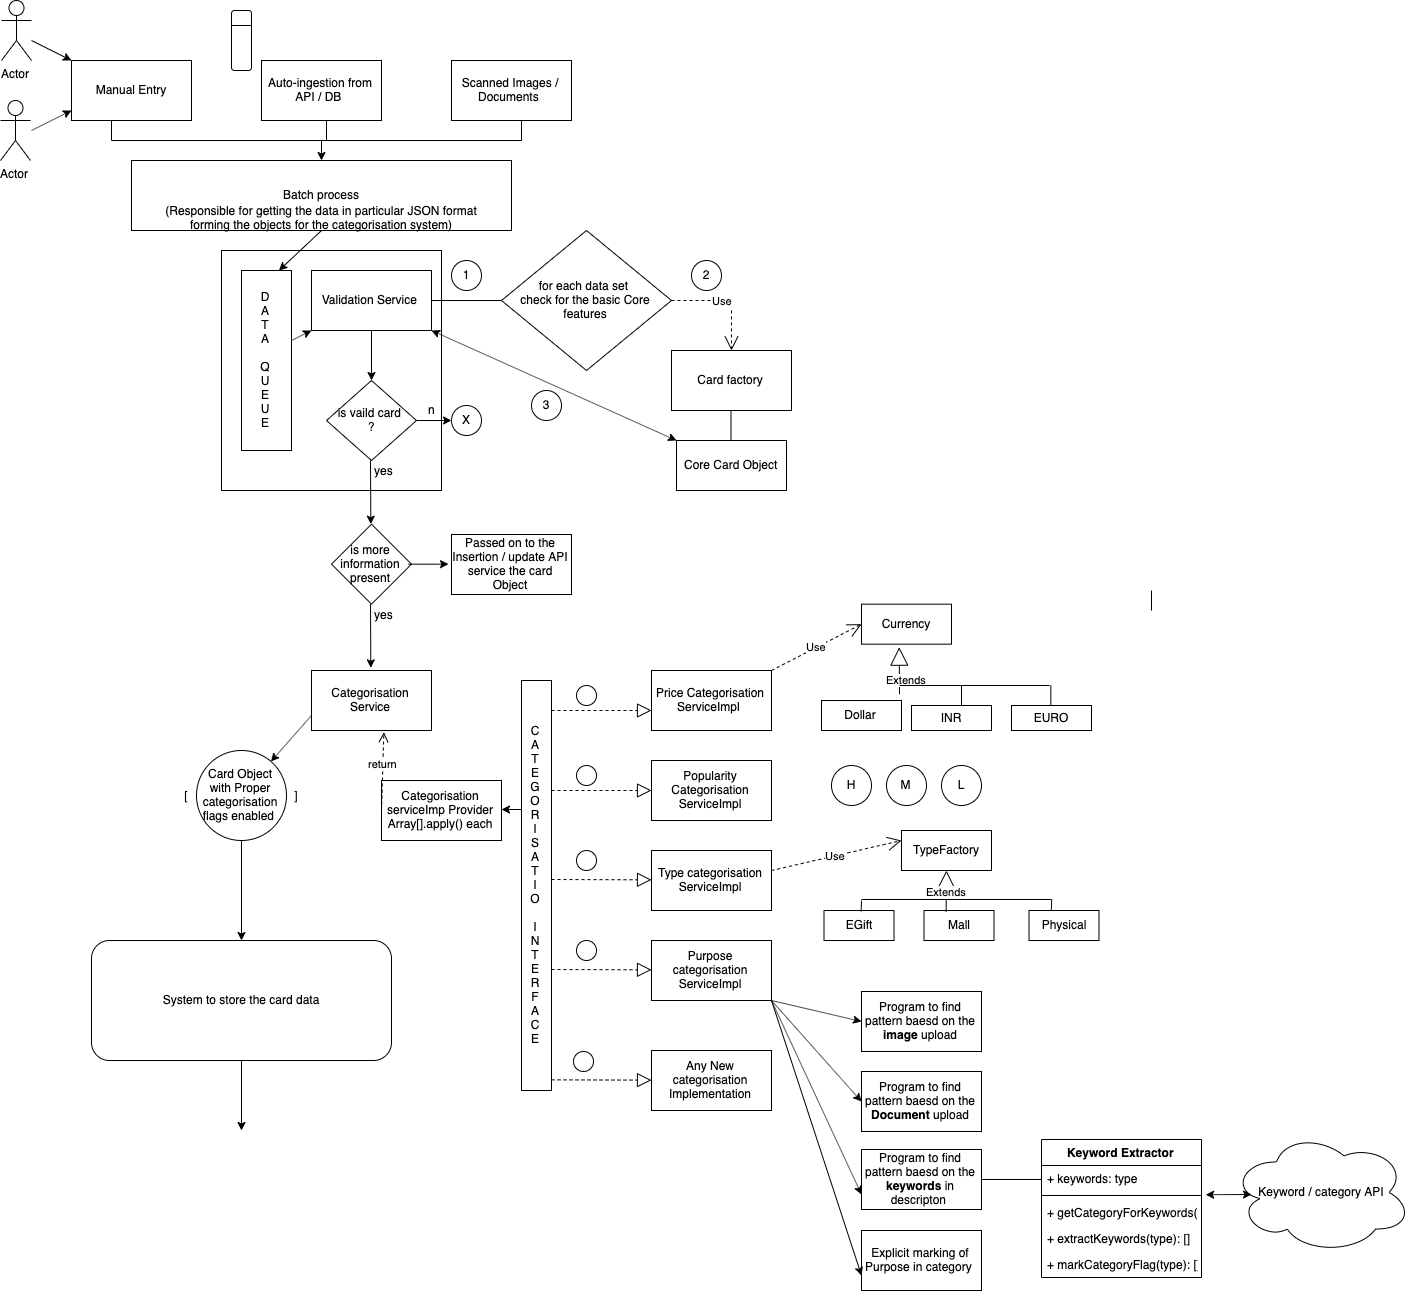 Actor
Actor
Manual Entry
Auto-ingestion from
API / DB
Scanned Images /
Documents
Batch process
(Responsible for getting the data in particular JSON format
forming the objects for the categorisation system)
D
A
T
A
Q
U
E
U
E
Validation Service
1
for each data set
check for the basic Core
features
2
Use
Card factory
3
Core Card Object
is vaild card
?
n
X
yes
is more
information
present
Passed on to the
Insertion / update API
service the card
Object
yes
Categorisation
Service
return
Card Object
with Proper
categorisation
flags enabled
[
]
Categorisation
serviceImp Provider
Array[].apply() each
System to store the card data
C
A
T
E
G
O
R
I
S
A
T
I
O
I
N
T
E
R
F
A
C
E
Price Categorisation
ServiceImpl
Use
Currency
Extends
Dollar
INR
EURO
Popularity
Categorisation
ServiceImpl
H
M
L
Type categorisation
ServiceImpl
Use
TypeFactory
Extends
EGift
Mall
Physical
Purpose
categorisation
ServiceImpl
Any New
categorisation
Implementation
Program to find
pattern baesd on the
image upload
Program to find
pattern baesd on the
Document upload
Program to find
pattern baesd on the
keywords in
descripton
Explicit marking of
Purpose in category
Keyword Extractor
+ keywords: type
+ getCategoryForKeywords(
+ extractKeywords(type): []
+ markCategoryFlag(type): [
Keyword / category API